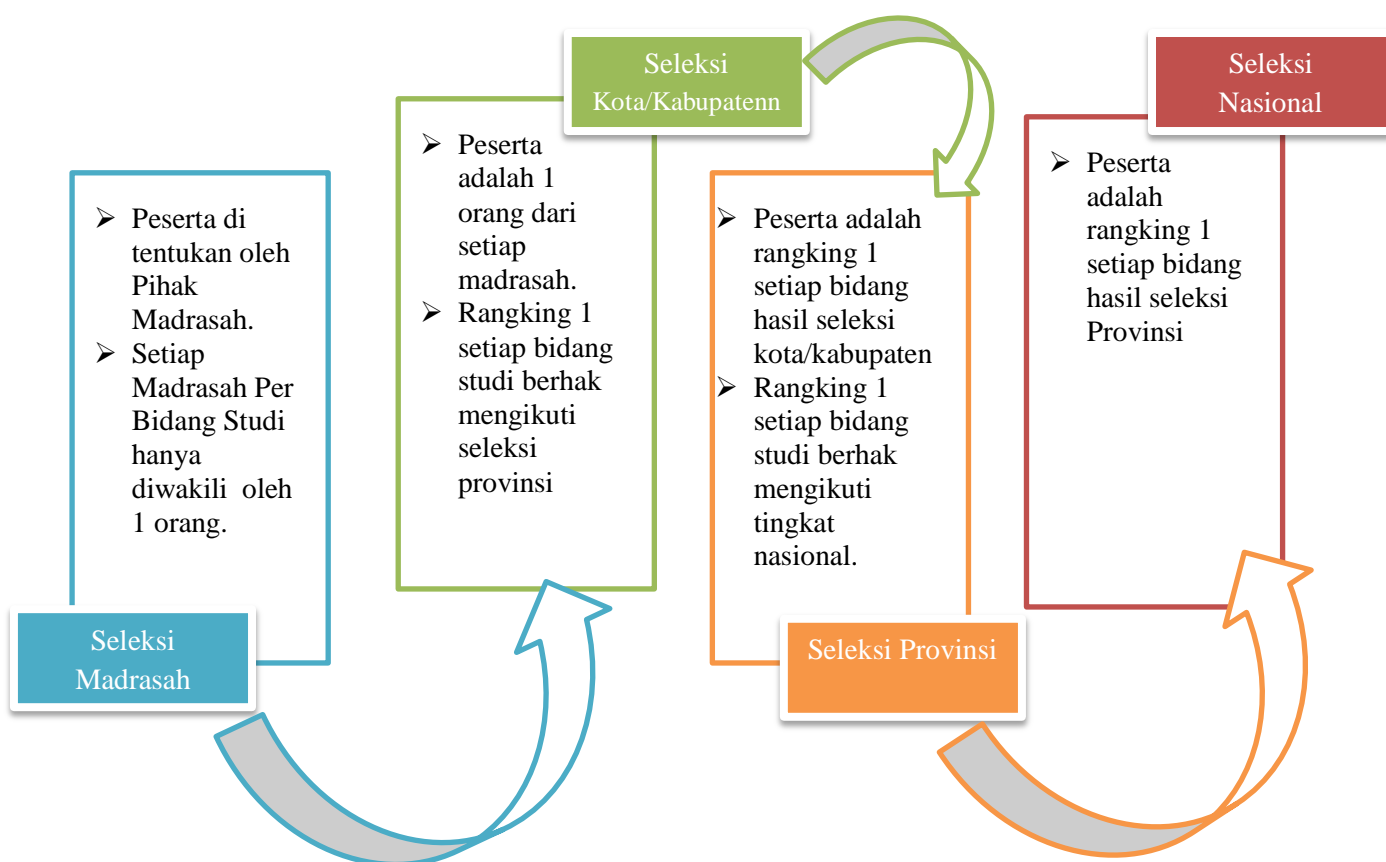 Seleksi
Madrasah
➢ Peserta di
tentukan oleh
Pihak
Madrasah.
➢ Setiap
Madrasah Per
Bidang Studi
hanya
diwakili oleh
1 orang.
Seleksi
Kota/Kabupatenn
➢ Peserta
adalah 1
orang dari
setiap
madrasah.
➢ Rangking 1
setiap bidang
studi berhak
mengikuti
seleksi
provinsi
Seleksi Provinsi
➢ Peserta adalah
rangking 1
setiap bidang
hasil seleksi
kota/kabupaten
➢ Rangking 1
setiap bidang
studi berhak
mengikuti
tingkat
nasional.
Seleksi
Nasional
➢ Peserta
adalah
rangking 1
setiap bidang
hasil seleksi
Provinsi